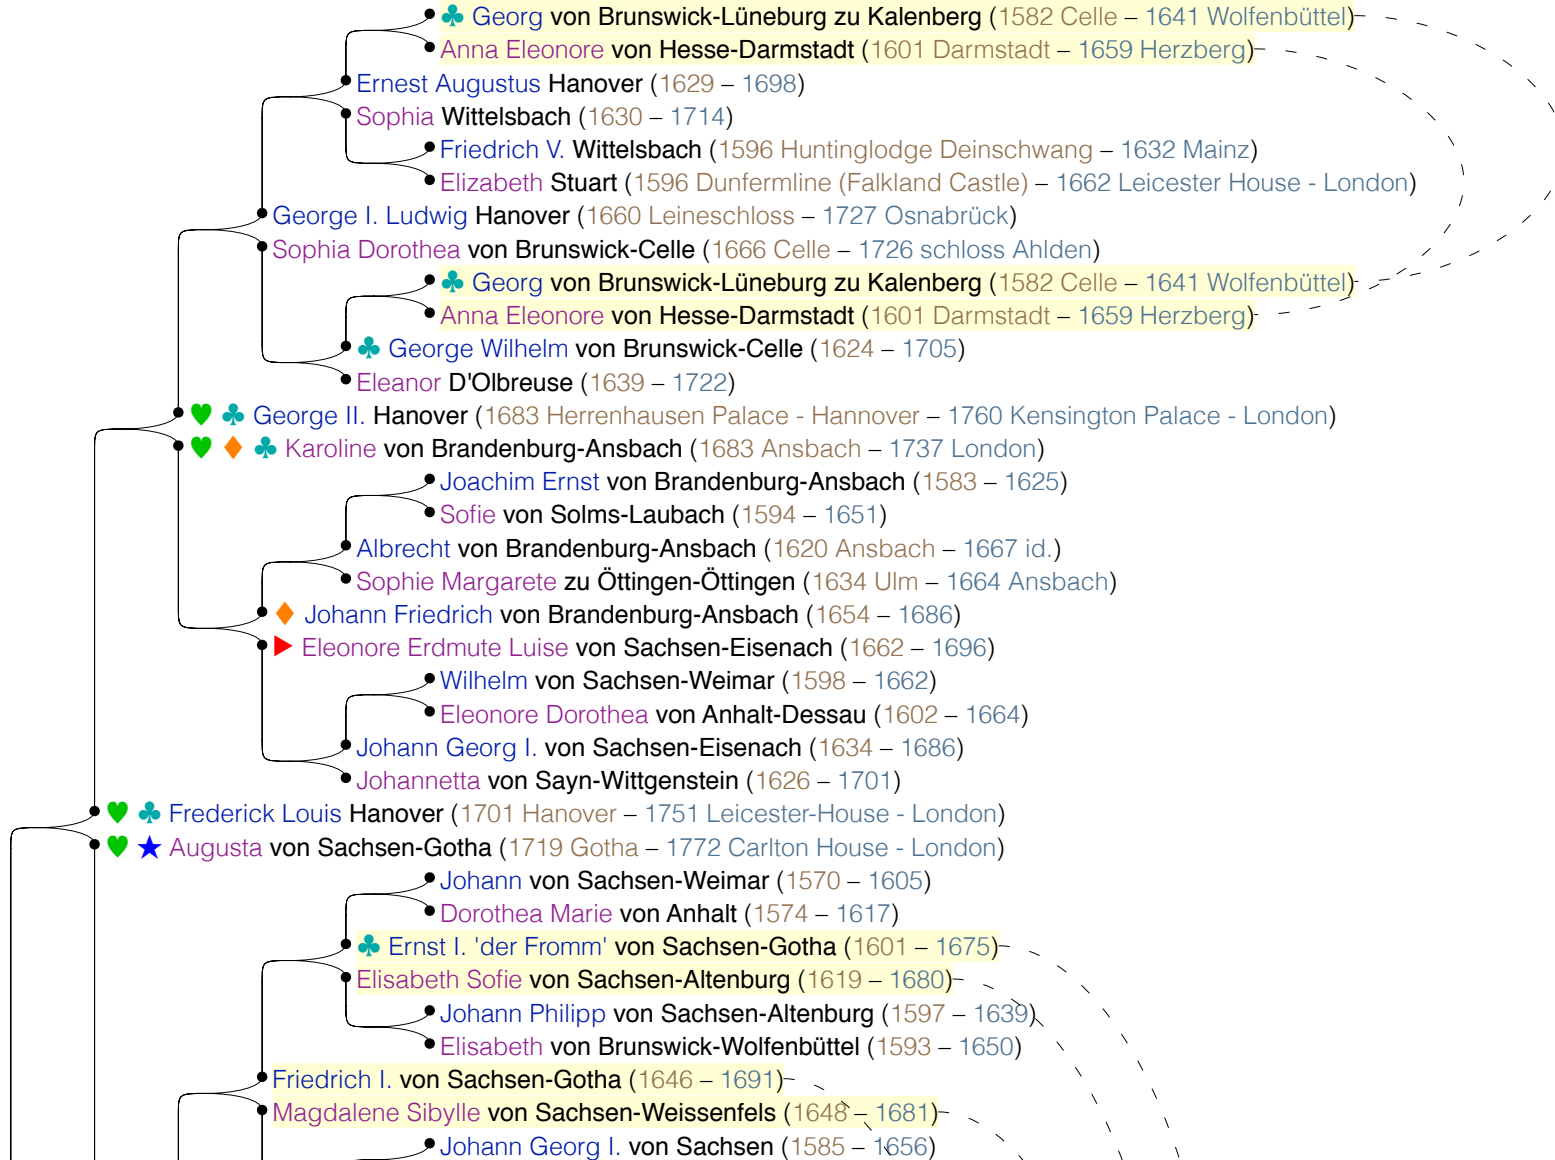 ♣ Georg von Brunswick-Lüneburg zu Kalenberg (1582 Celle – 1641 Wolfenbüttel)
Anna Eleonore von Hesse-Darmstadt (1601 Darmstadt – 1659 Herzberg)
Ernest Augustus Hanover (1629 – 1698)
Sophia Wittelsbach (1630 – 1714)
Friedrich V. Wittelsbach (1596 Huntinglodge Deinschwang – 1632 Mainz)
Elizabeth Stuart (1596 Dunfermline (Falkland Castle) – 1662 Leicester House - London)
George I. Ludwig Hanover (1660 Leineschloss – 1727 Osnabrück)
Sophia Dorothea von Brunswick-Celle (1666 Celle – 1726 schloss Ahlden)
♣ Georg von Brunswick-Lüneburg zu Kalenberg (1582 Celle – 1641 Wolfenbüttel)
Anna Eleonore von Hesse-Darmstadt (1601 Darmstadt – 1659 Herzberg)
♣ George Wilhelm von Brunswick-Celle (1624 – 1705)
Eleanor D'Olbreuse (1639 – 1722)
♥ ♣ George II. Hanover (1683 Herrenhausen Palace - Hannover – 1760 Kensington Palace - London)
♥ ♦ ♣ Karoline von Brandenburg-Ansbach (1683 Ansbach – 1737 London)
Joachim Ernst von Brandenburg-Ansbach (1583 – 1625)
Sofie von Solms-Laubach (1594 – 1651)
Albrecht von Brandenburg-Ansbach (1620 Ansbach – 1667 id.)
Sophie Margarete zu Öttingen-Öttingen (1634 Ulm – 1664 Ansbach)
♦ Johann Friedrich von Brandenburg-Ansbach (1654 – 1686)
▶ Eleonore Erdmute Luise von Sachsen-Eisenach (1662 – 1696)
Wilhelm von Sachsen-Weimar (1598 – 1662)
Eleonore Dorothea von Anhalt-Dessau (1602 – 1664)
Johann Georg I. von Sachsen-Eisenach (1634 – 1686)
Johannetta von Sayn-Wittgenstein (1626 – 1701)
♥ ♣ Frederick Louis Hanover (1701 Hanover – 1751 Leicester-House - London)
♥ ★ Augusta von Sachsen-Gotha (1719 Gotha – 1772 Carlton House - London)
Johann von Sachsen-Weimar (1570 – 1605)
Dorothea Marie von Anhalt (1574 – 1617)
♣ Ernst I. 'der Fromm' von Sachsen-Gotha (1601 – 1675)
Elisabeth Sofie von Sachsen-Altenburg (1619 – 1680)
Johann Philipp von Sachsen-Altenburg (1597 – 1639)
Elisabeth von Brunswick-Wolfenbüttel (1593 – 1650)
Friedrich I. von Sachsen-Gotha (1646 – 1691)
Magdalene Sibylle von Sachsen-Weissenfels (1648 – 1681)
Johann Georg I. von Sachsen (1585 – 1656)